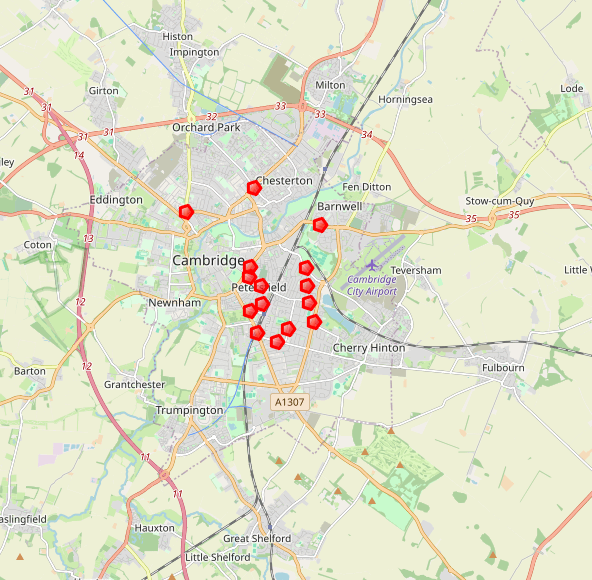 Histon
Impington
Milton
Lode
31
Girton
Horningsea
31
33
32
33
31
Orchard Park
34
14
ley
Chesterton
Fen Ditton
Eddington
Barnwell
Stow-cum-Quy
35
35
13
Coton
Cambridge
Teversham
Little
Cambridge
City Airport
Newnham
Cherry Hinton
Fulbourn
Barton
12
Grantchester
A1307
Trumpington
11
11
aslingfield
Hauxton
Great Shelford
Little Shelford